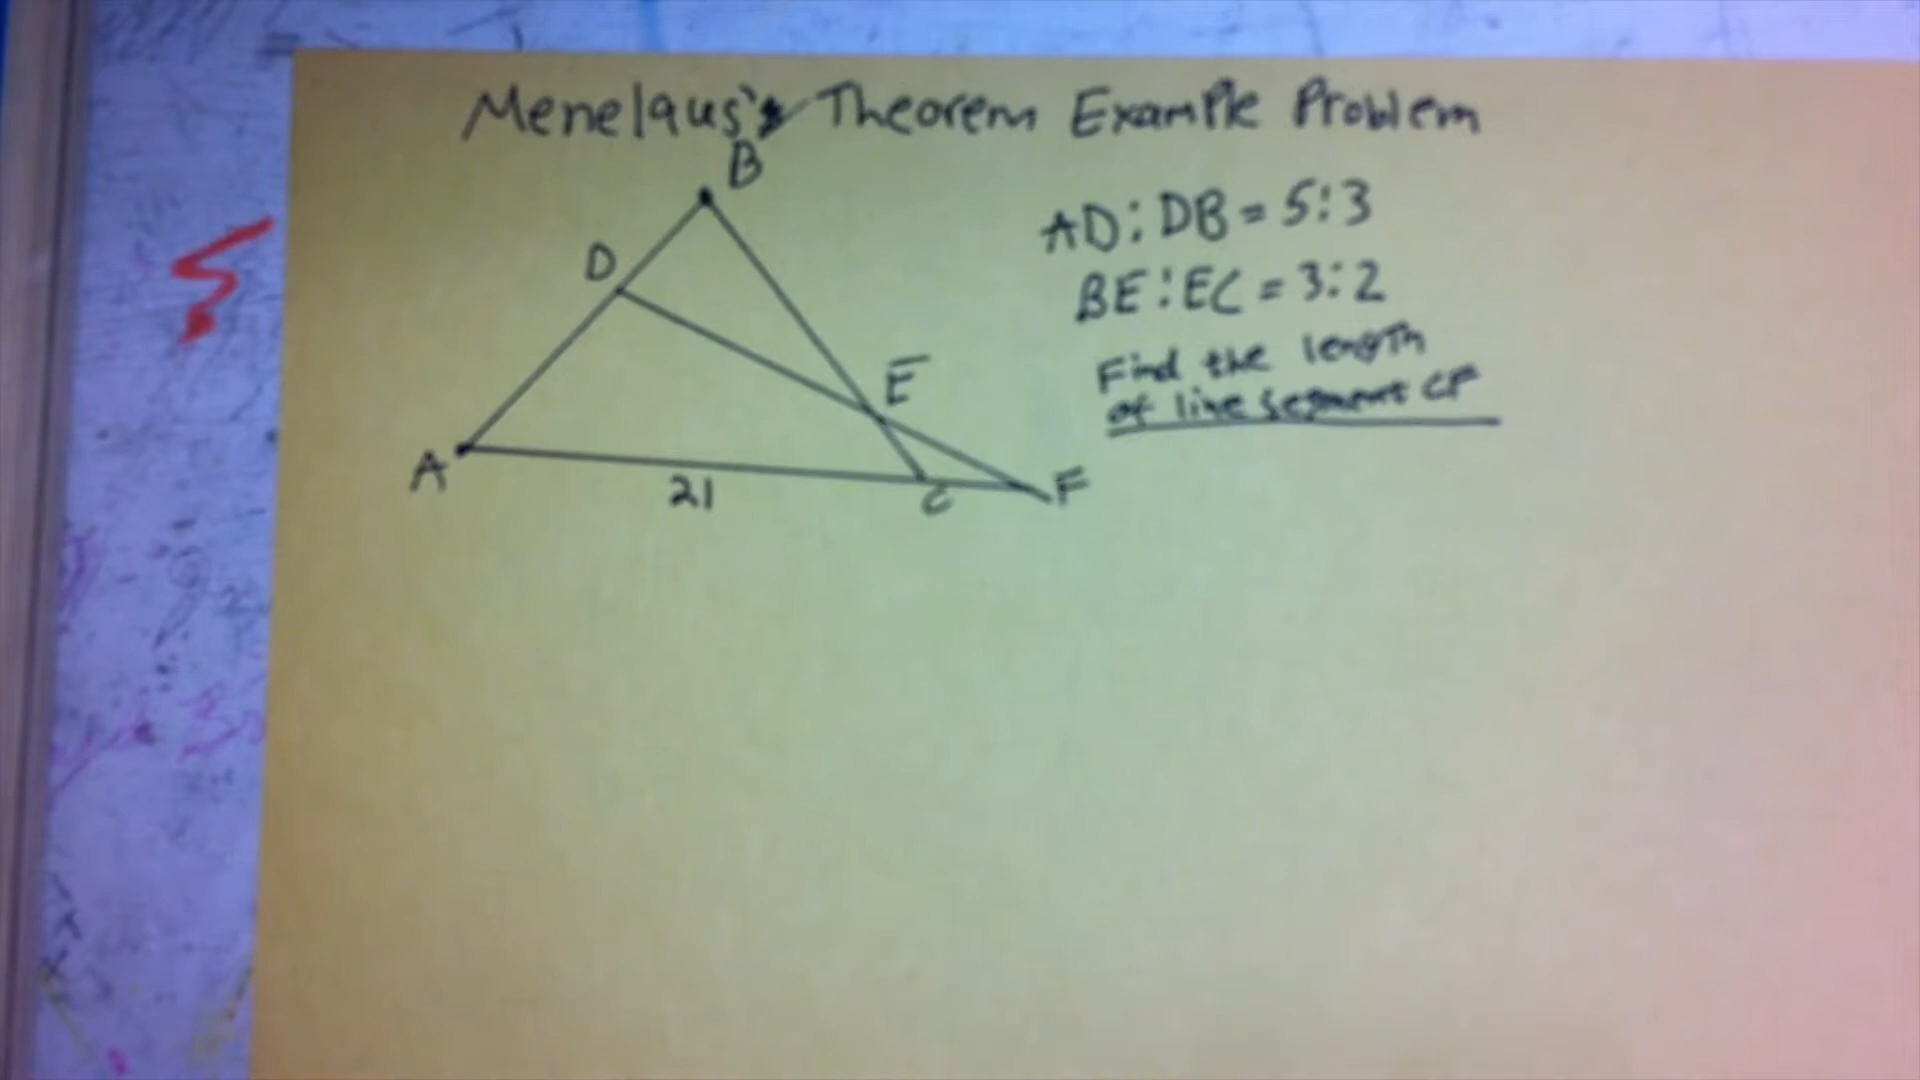 Menelaus's Theorem Example Problem
B
AD:DB = 5:3
D
BE:EC = 3:2
Find the length
of line segment CF
E
A
21
C
F